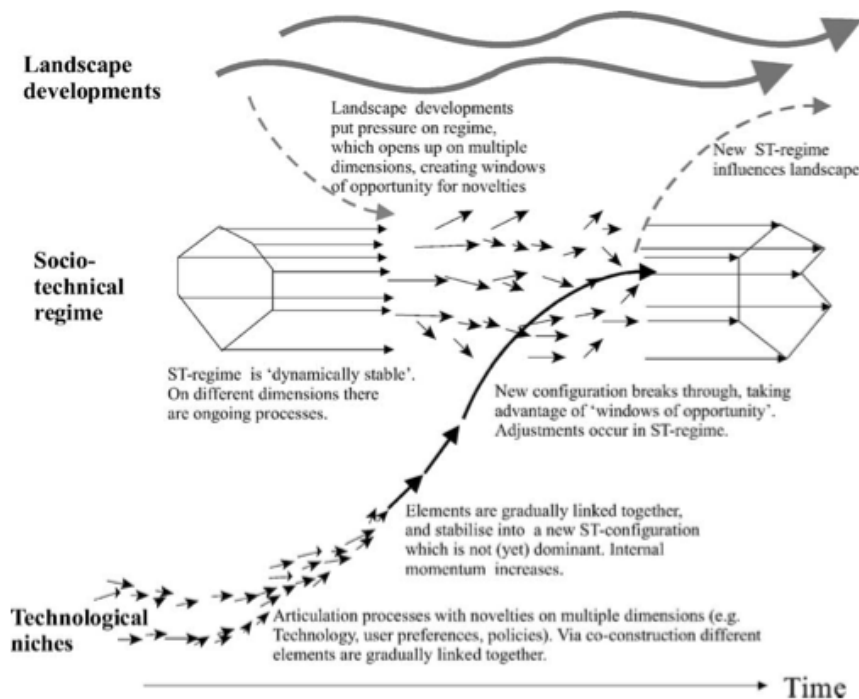 Landscape
developments
Landscape developments
put pressure on regime,
which opens up on multiple
dimensions, creating windows
of opportunity for novelties
New ST-regime
influences landscape
Socio-
technical
regime
ST-regime is ‘dynamically stable’.
On different dimensions there
are ongoing processes.
New configuration breaks through, taking
advantage of ‘windows of opportunity’.
Adjustments occur in ST-regime.
Elements are gradually linked together,
and stabilise into a new ST-configuration
which is not (yet) dominant. Internal
momentum increases.
Technological
niches
Articulation processes with novelties on multiple dimensions (e.g.
Technology, user preferences, policies). Via co-construction different
elements are gradually linked together.
Time